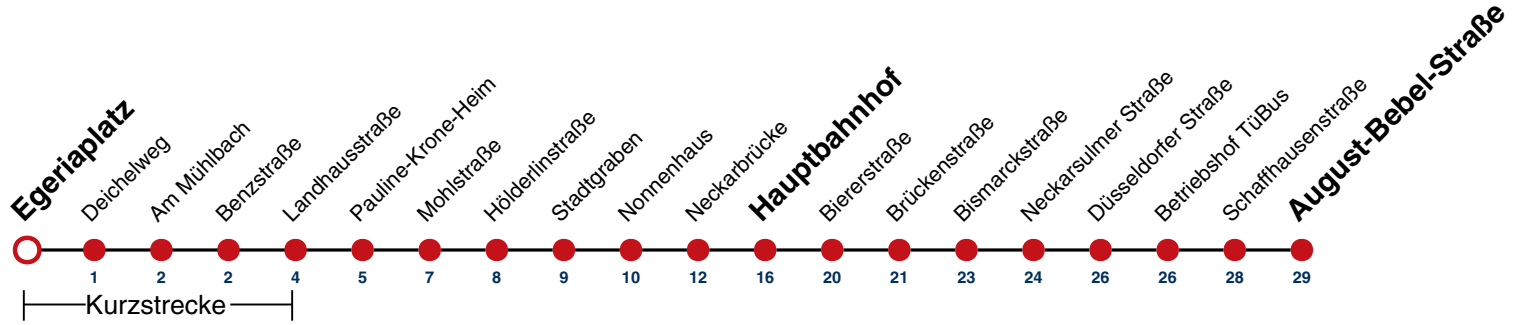 Egeriaplatz
Deichelweg
Am Mühlbach
Benzstraße
Landhausstraße
Pauline-Krone-Heim
Mohlstraße
Hölderlinstraße
Stadtgraben
Nonnenhaus
Neckarbrücke
Hauptbahnhof
Biererstraße
Brückenstraße
Bismarckstraße
Neckarsulmer Straße
Düsseldorfer Straße
Betriebshof TüBus
Schaffhausenstraße
August-Bebel-Straße
1 2 2 4 5 7 8 9 10 12 16 20 21 23 24 26 26 28 29
Kurzstrecke